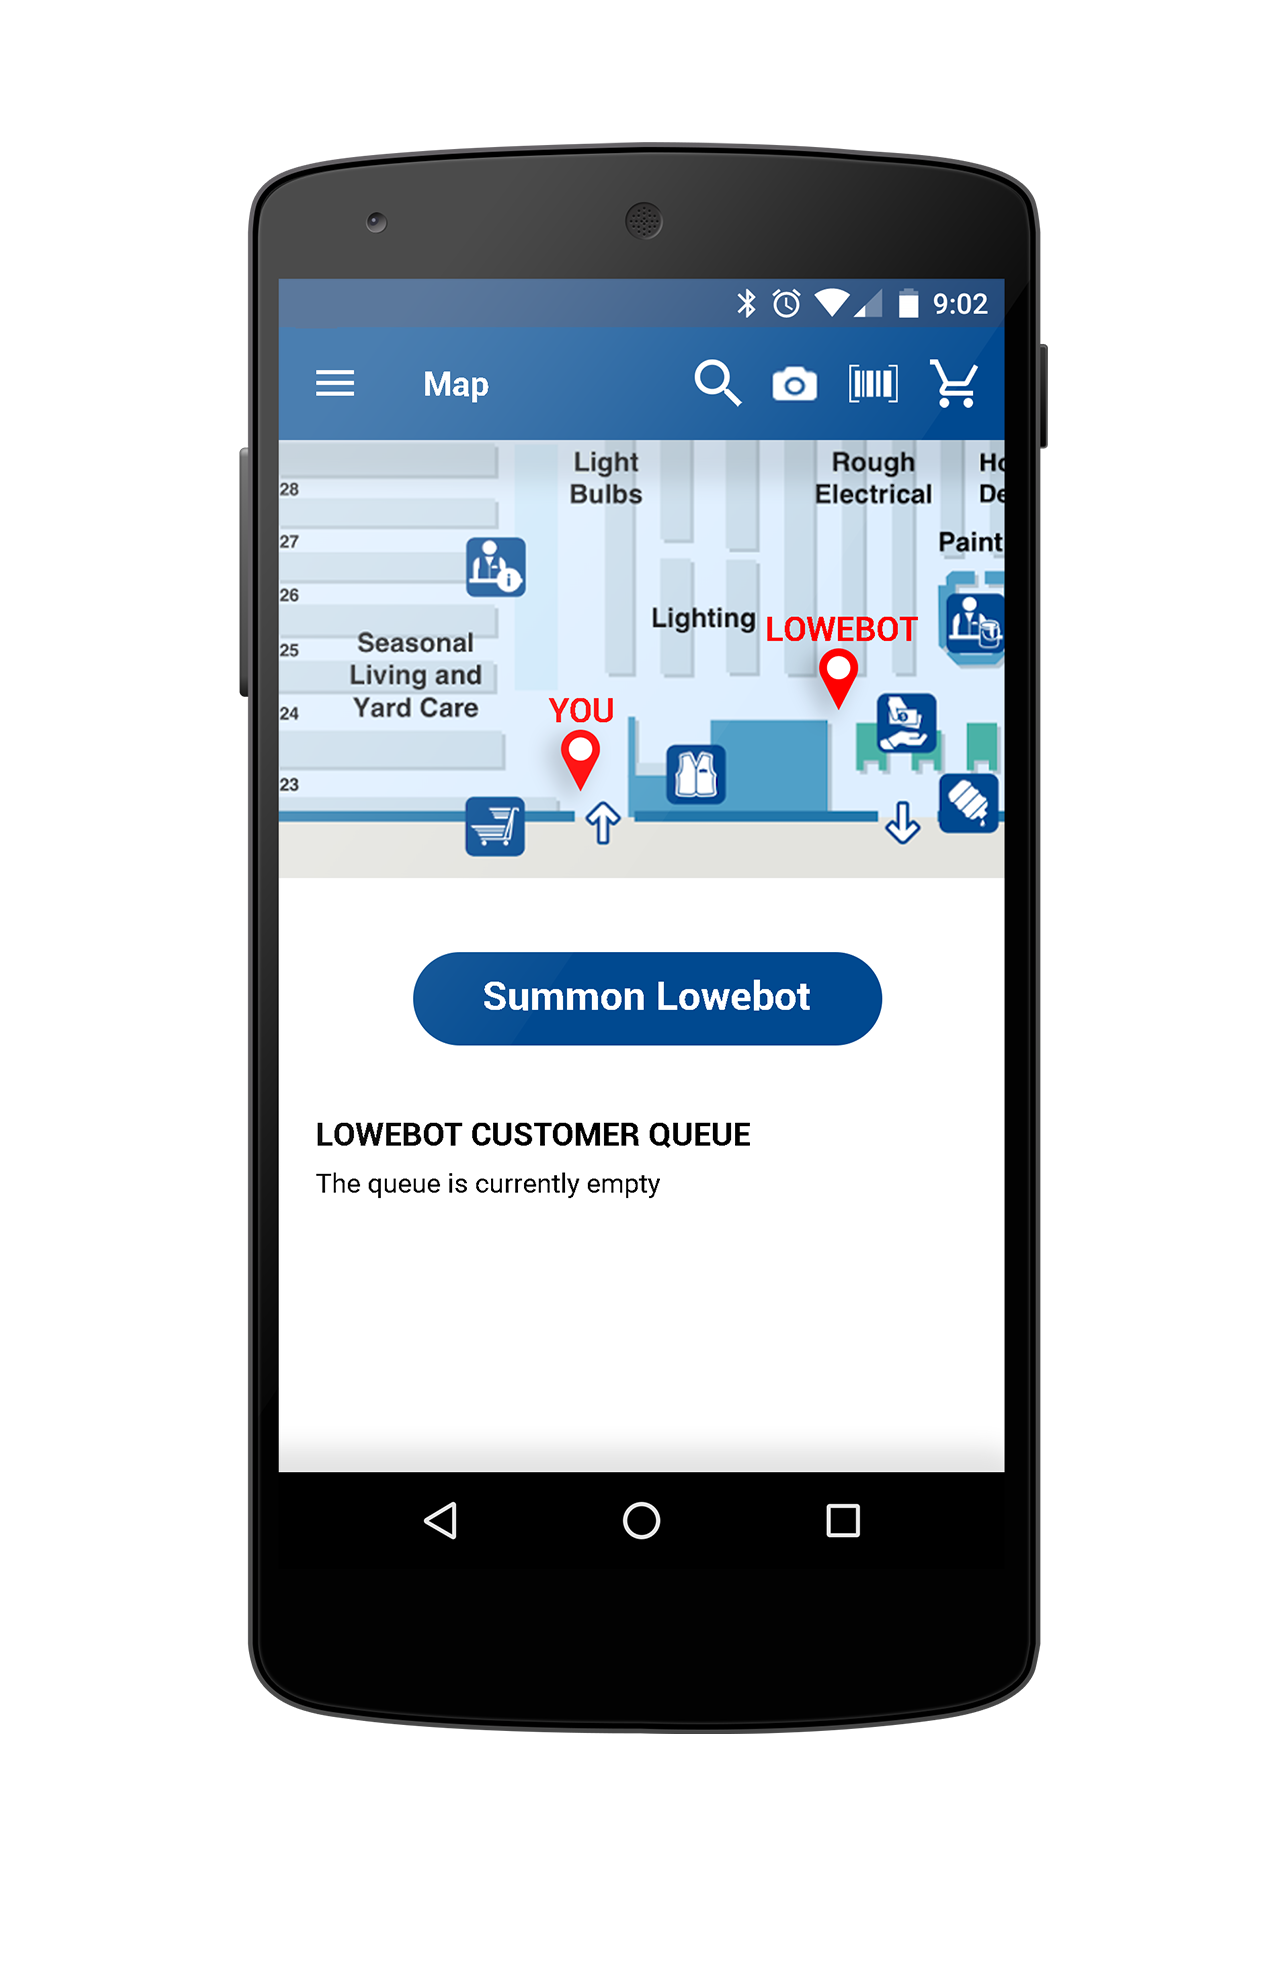 9:02
Map
Light
Bulbs
Rough
Electrical
Ho
De
28
27
Paint
26
Lighting
LOWEBOT
25
Seasonal
Living and
Yard Care
24
YOU
23
Summon Lowebot
LOWEBOT CUSTOMER QUEUE
The queue is currently empty